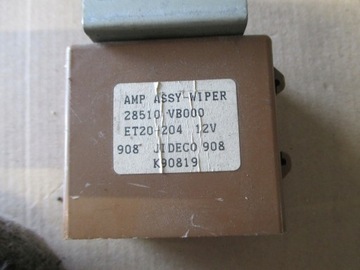 AMP ASSY-WIPER
28510 VB000
ET20-204 12V
908 JIDECO 908
K90819